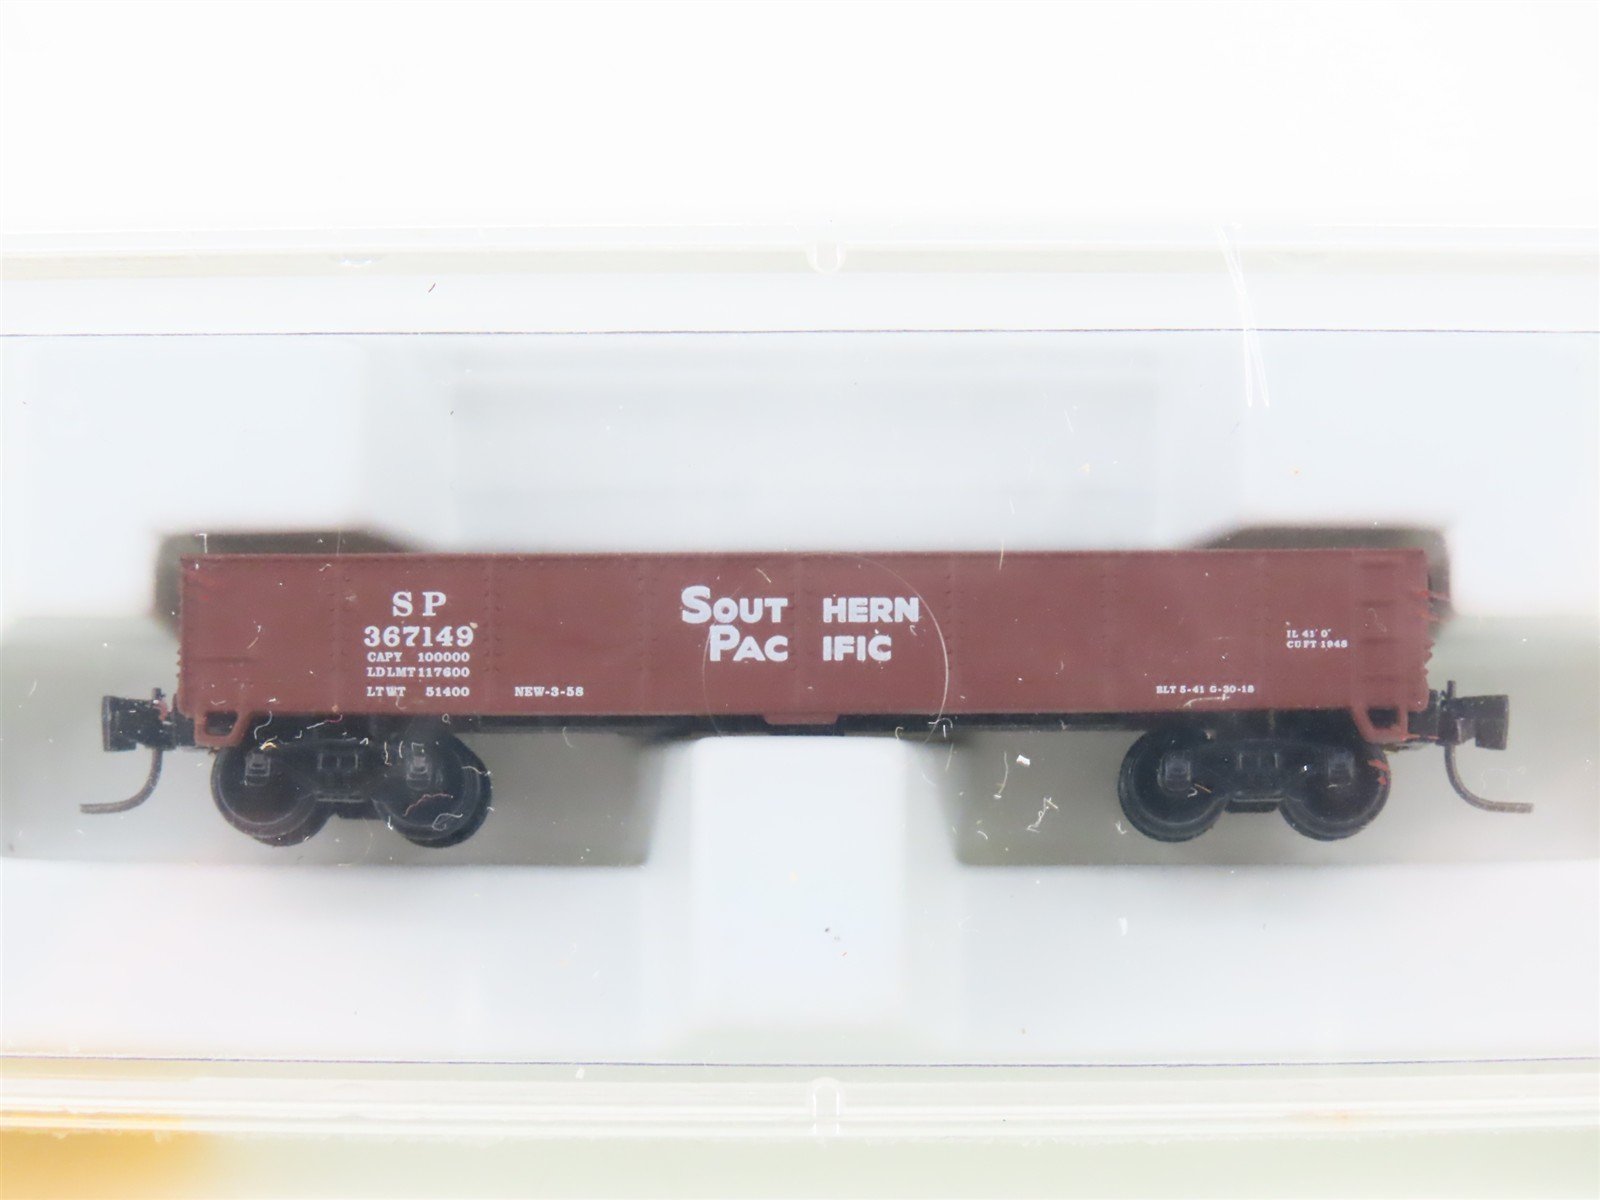 SP
367149
CAPY 100000
LD LMT 117600
LT WT 51400
NEW-3-58
SOUTHERN
PACIFIC
IL 41' 0"
CU FT 1948
BLT 5-41 G-30-18